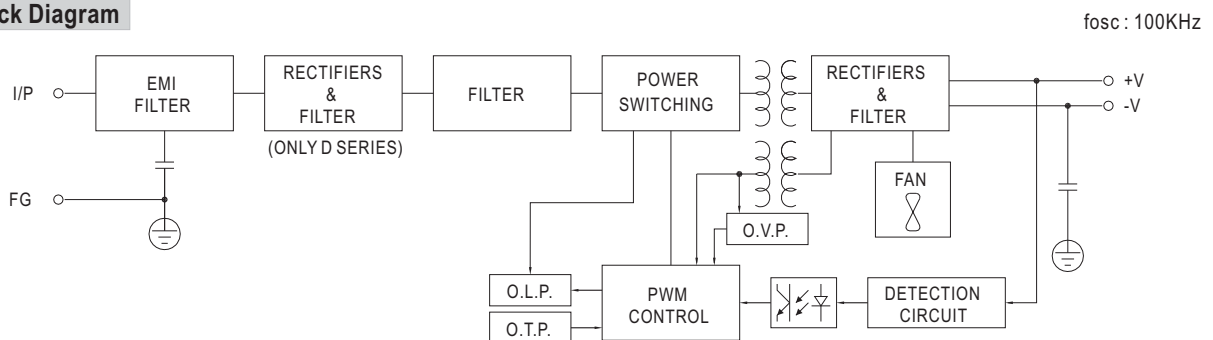 ck Diagram
fosc : 100KHz
I/P
EMI
FILTER
RECTIFIERS
&
FILTER
(ONLY D SERIES)
FILTER
POWER
SWITCHING
RECTIFIERS
&
FILTER
+V
-V
FG
FAN
O.V.P.
O.L.P.
O.T.P.
PWM
CONTROL
DETECTION
CIRCUIT